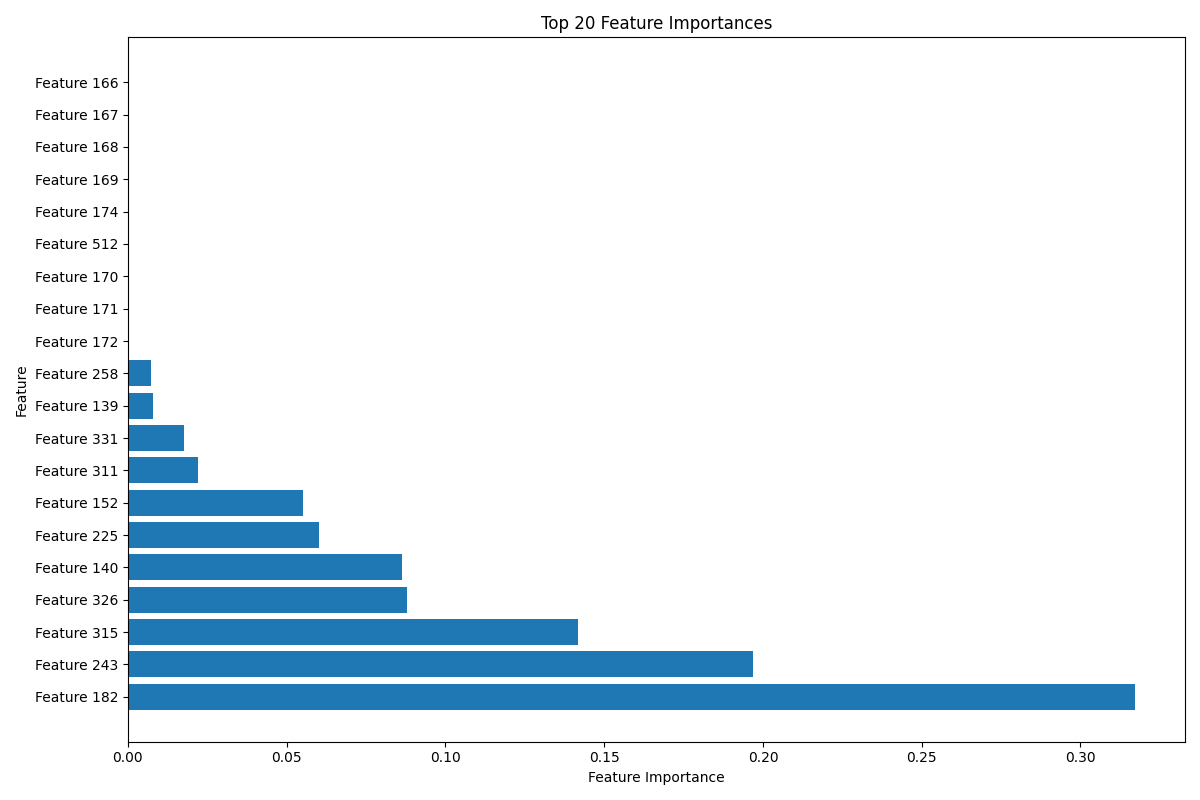 Top 20 Feature Importances
Feature
Feature 166
Feature 167
Feature 168
Feature 169
Feature 174
Feature 512
Feature 170
Feature 171
Feature 172
Feature 258
Feature 139
Feature 331
Feature 311
Feature 152
Feature 225
Feature 140
Feature 326
Feature 315
Feature 243
Feature 182
0.00 0.05 0.10 0.15 0.20 0.25 0.30
Feature Importance